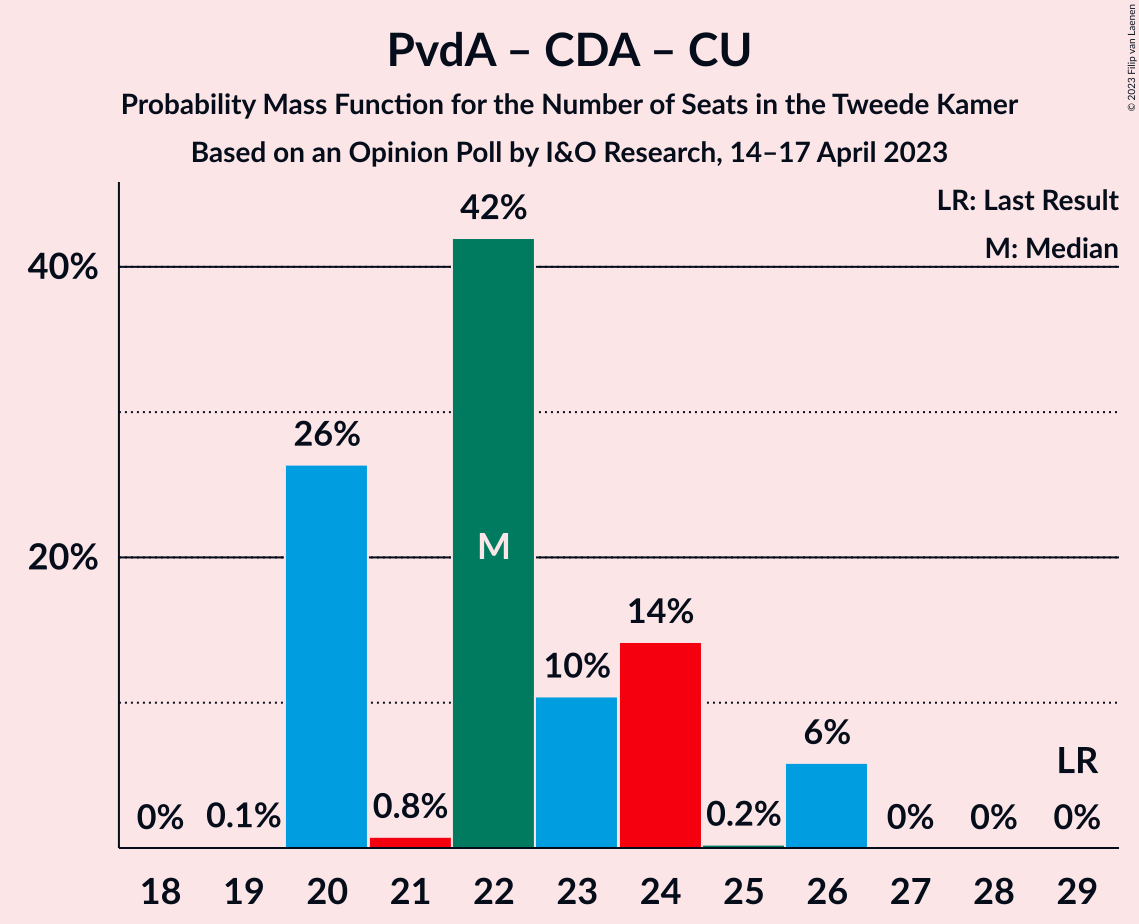 PvdA – CDA – CU
Probability Mass Function for the Number of Seats in the Tweede Kamer
Based on an Opinion Poll by I&O Research, 14–17 April 2023
© 2023 Filip van Laenen
LR: Last Result
M: Median
40%
20%
0%
0.1%
26%
0.8%
42%
M
10%
14%
0.2%
6%
0%
0%
LR
0%
18 19 20 21 22 23 24 25 26 27 28 29